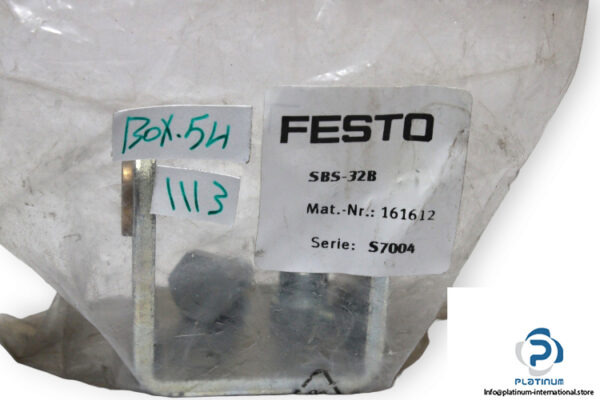 BOX.54
1113
FESTO
SBS-32B
Mat.-Nr.: 161612
Serie: S7004
PLATINUM
Info@platinum-international.store